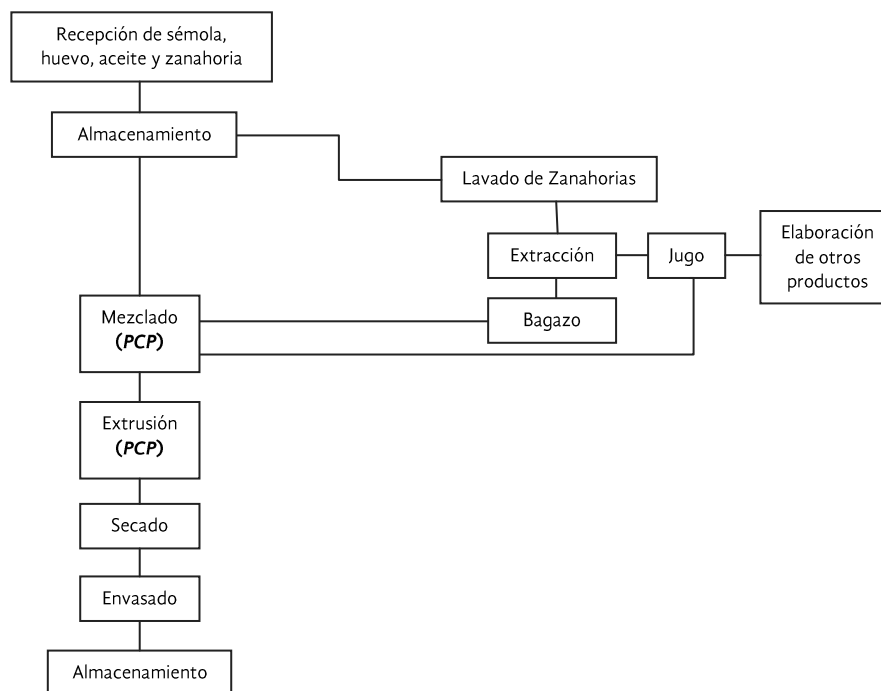 Recepción de sémola,
huevo, aceite y zanahoria
Almacenamiento
Lavado de Zanahorias
Extracción
Jugo
Elaboración
de otros
productos
Bagazo
Mezclado
(PCP)
Extrusión
(PCP)
Secado
Envasado
Almacenamiento